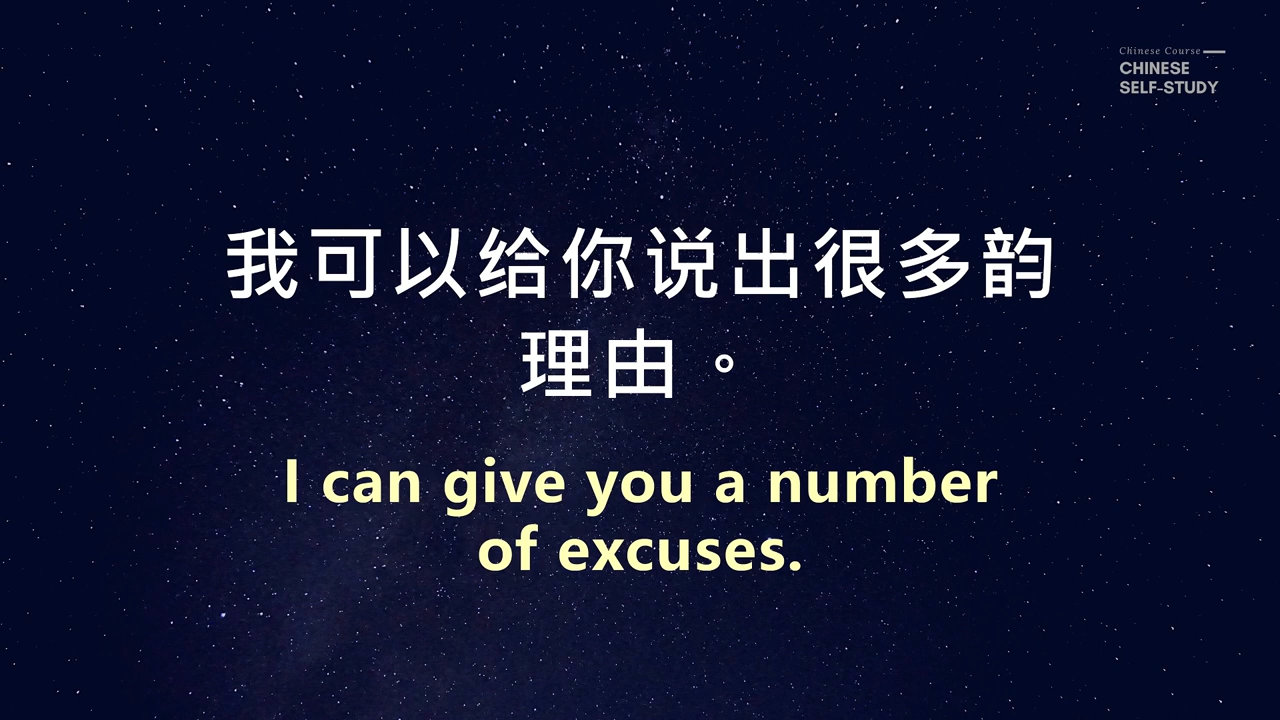 Chinese Course
CHINESE
SELF-STUDY
我可以给你说出很多韵
理由。
I can give you a number
of excuses.